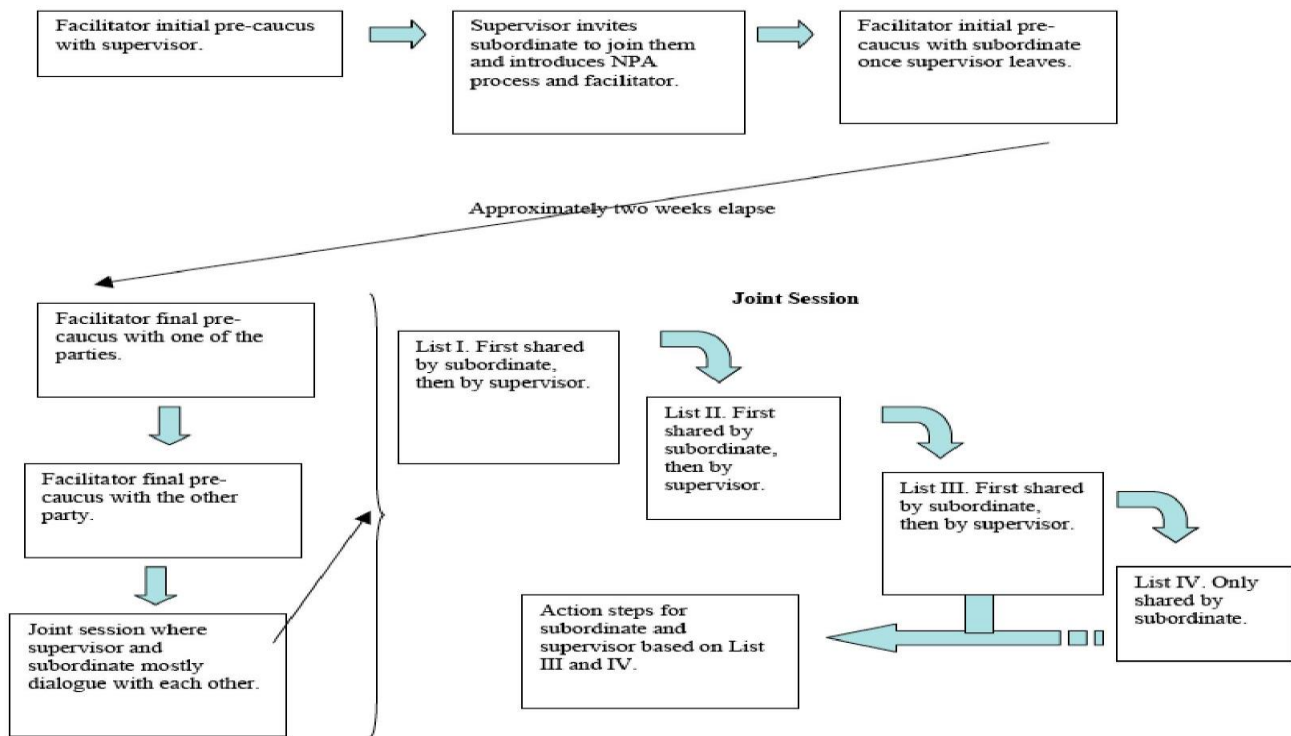 Facilitator initial pre-caucus
with supervisor.
Supervisor invites
subordinate to join them
and introduces NPA
process and facilitator.
Facilitator initial pre-
caucus with subordinate
once supervisor leaves.
Approximately two weeks elapse
Facilitator final pre-
caucus with one of the
parties.
Facilitator final pre-
caucus with the other
party.
Joint session where
supervisor and
subordinate mostly
dialogue with each other.
Joint Session
List I. First shared
by subordinate,
then by supervisor.
List II. First
shared by
subordinate,
then by
supervisor.
List III. First shared
by subordinate,
then by supervisor.
List IV. Only
shared by
subordinate.
Action steps for
subordinate and
supervisor based on List
III and IV.